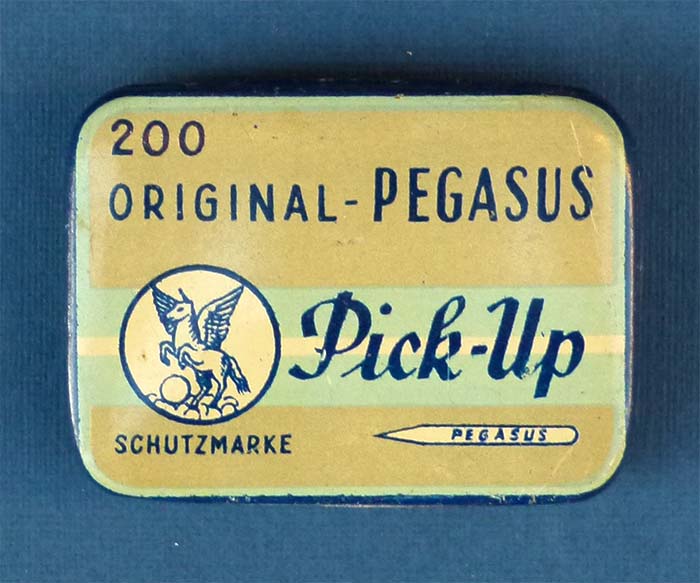 200
ORIGINAL-PEGASUS
Pick-Up
SCHUTZMARKE
PEGASUS